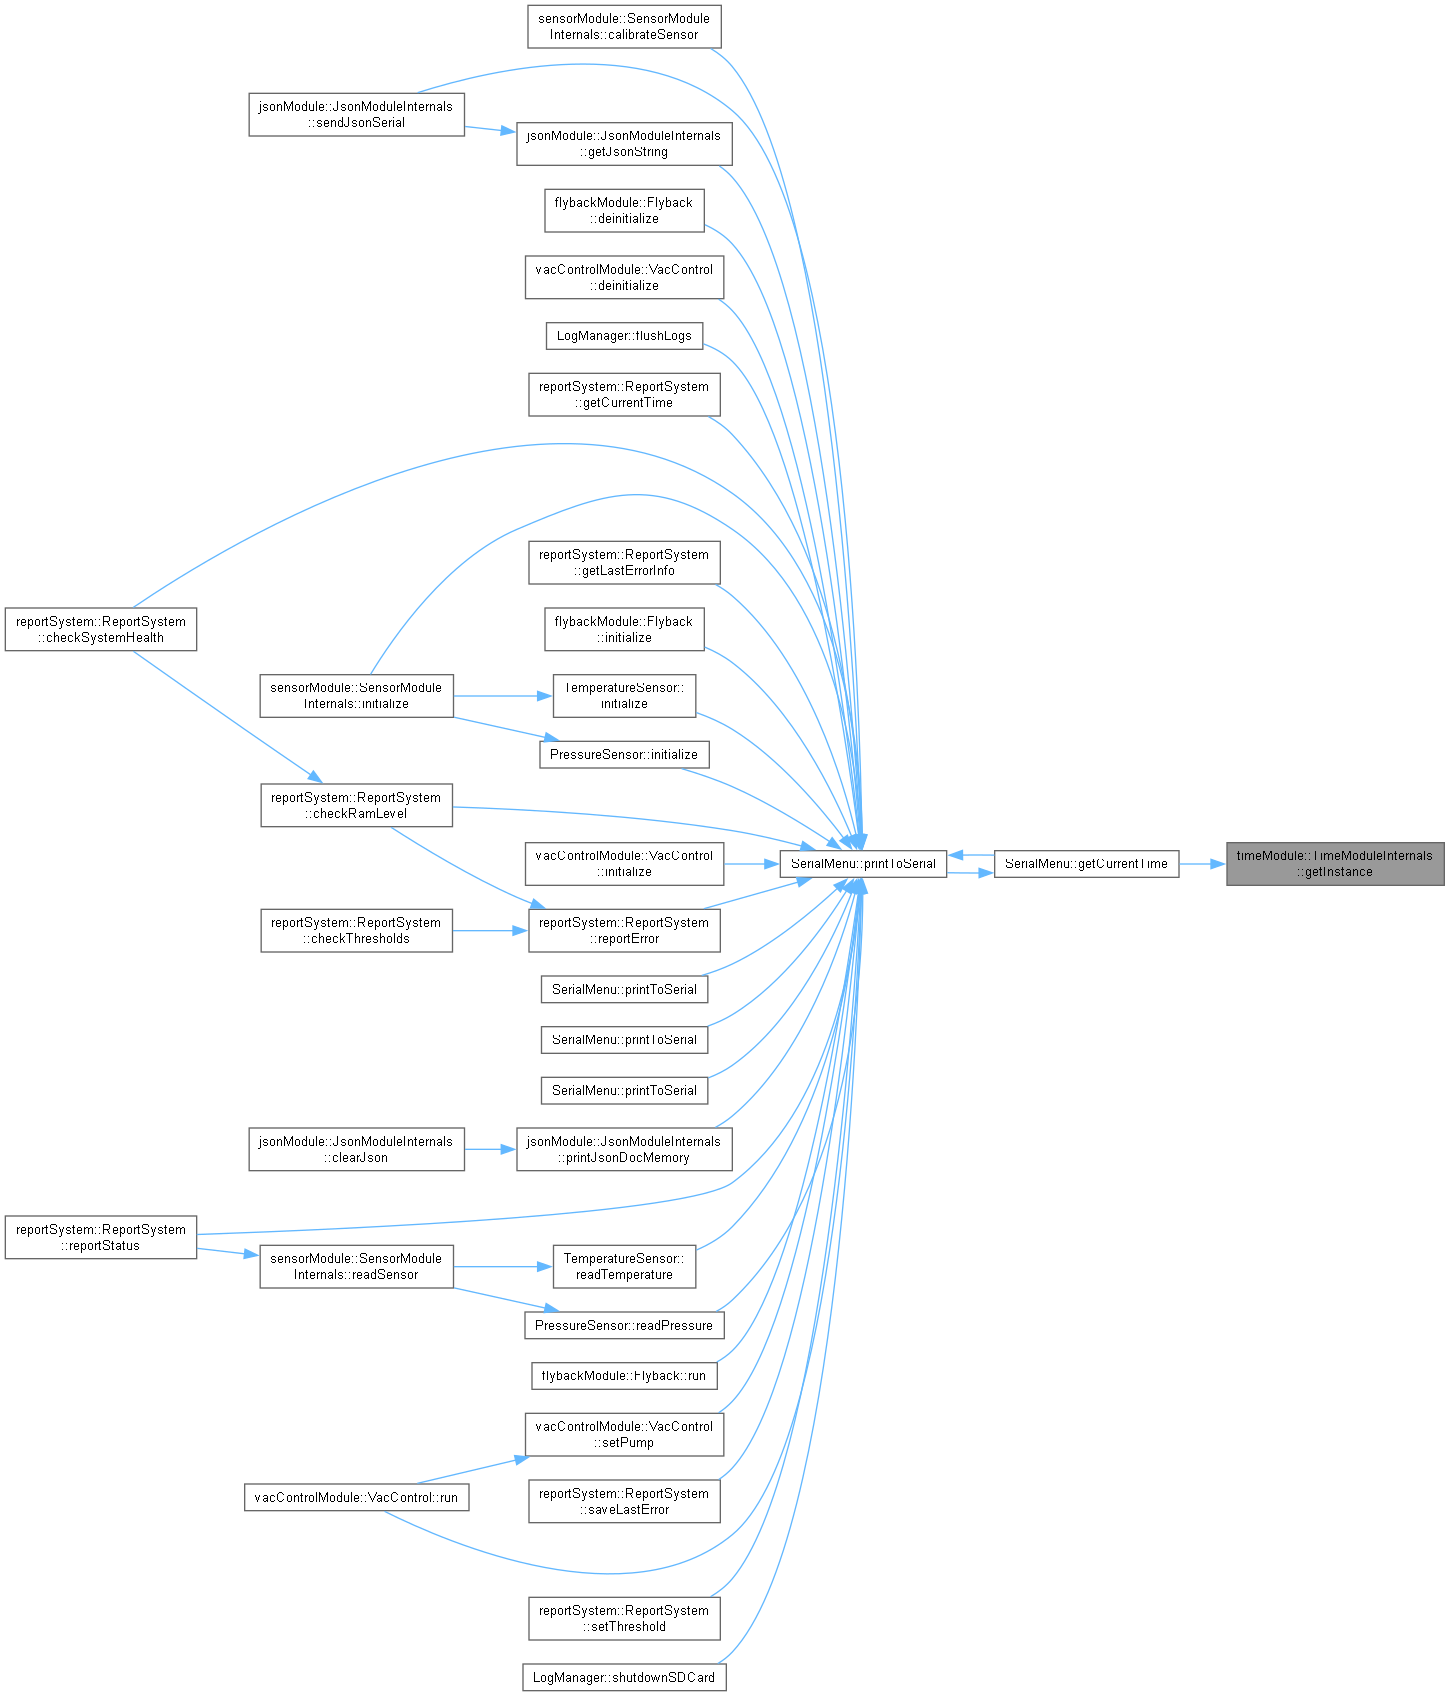 sensorModule::SensorModule
Internals::calibrateSensor
jsonModule::JsonModuleInternals
::sendJsonSerial
jsonModule::JsonModuleInternals
::getJsonString
flybackModule::Flyback
::deinitialize
vacControlModule::VacControl
::deinitialize
LogManager::flushLogs
reportSystem::ReportSystem
::getCurrentTime
reportSystem::ReportSystem
::getLastErrorInfo
reportSystem::ReportSystem
::checkSystemHealth
flybackModule::Flyback
::initialize
sensorModule::SensorModule
Internals::initialize
TemperatureSensor::
initialize
PressureSensor::initialize
reportSystem::ReportSystem
::checkRamLevel
vacControlModule::VacControl
::initialize
SerialMenu::printToSerial
SerialMenu::getCurrentTime
timeModule::TimeModuleInternals
::getInstance
reportSystem::ReportSystem
::checkThresholds
reportSystem::ReportSystem
::reportError
SerialMenu::printToSerial
SerialMenu::printToSerial
SerialMenu::printToSerial
jsonModule::JsonModuleInternals
::clearJson
jsonModule::JsonModuleInternals
::printJsonDocMemory
reportSystem::ReportSystem
::reportStatus
sensorModule::SensorModule
Internals::readSensor
TemperatureSensor::
readTemperature
PressureSensor::readPressure
flybackModule::Flyback::run
vacControlModule::VacControl
::setPump
vacControlModule::VacControl::run
reportSystem::ReportSystem
::saveLastError
reportSystem::ReportSystem
::setThreshold
LogManager::shutdownSDCard